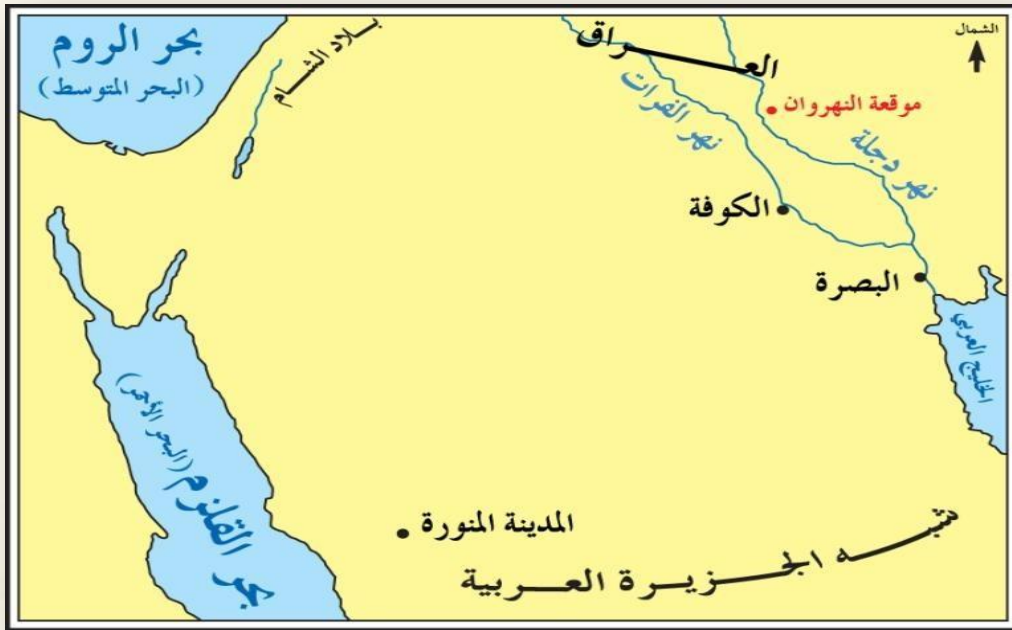 الشمال
بحر الروم
(البحر المتوسط)
بلاد الشام
العراق
موقعة النهروان
نهر الفرات
نهر دجلة
الكوفة
البصرة
الخليج العربي
بحر القلزم (البحر الأحمر)
المدينة المنورة
شبه الجزيرة العربية